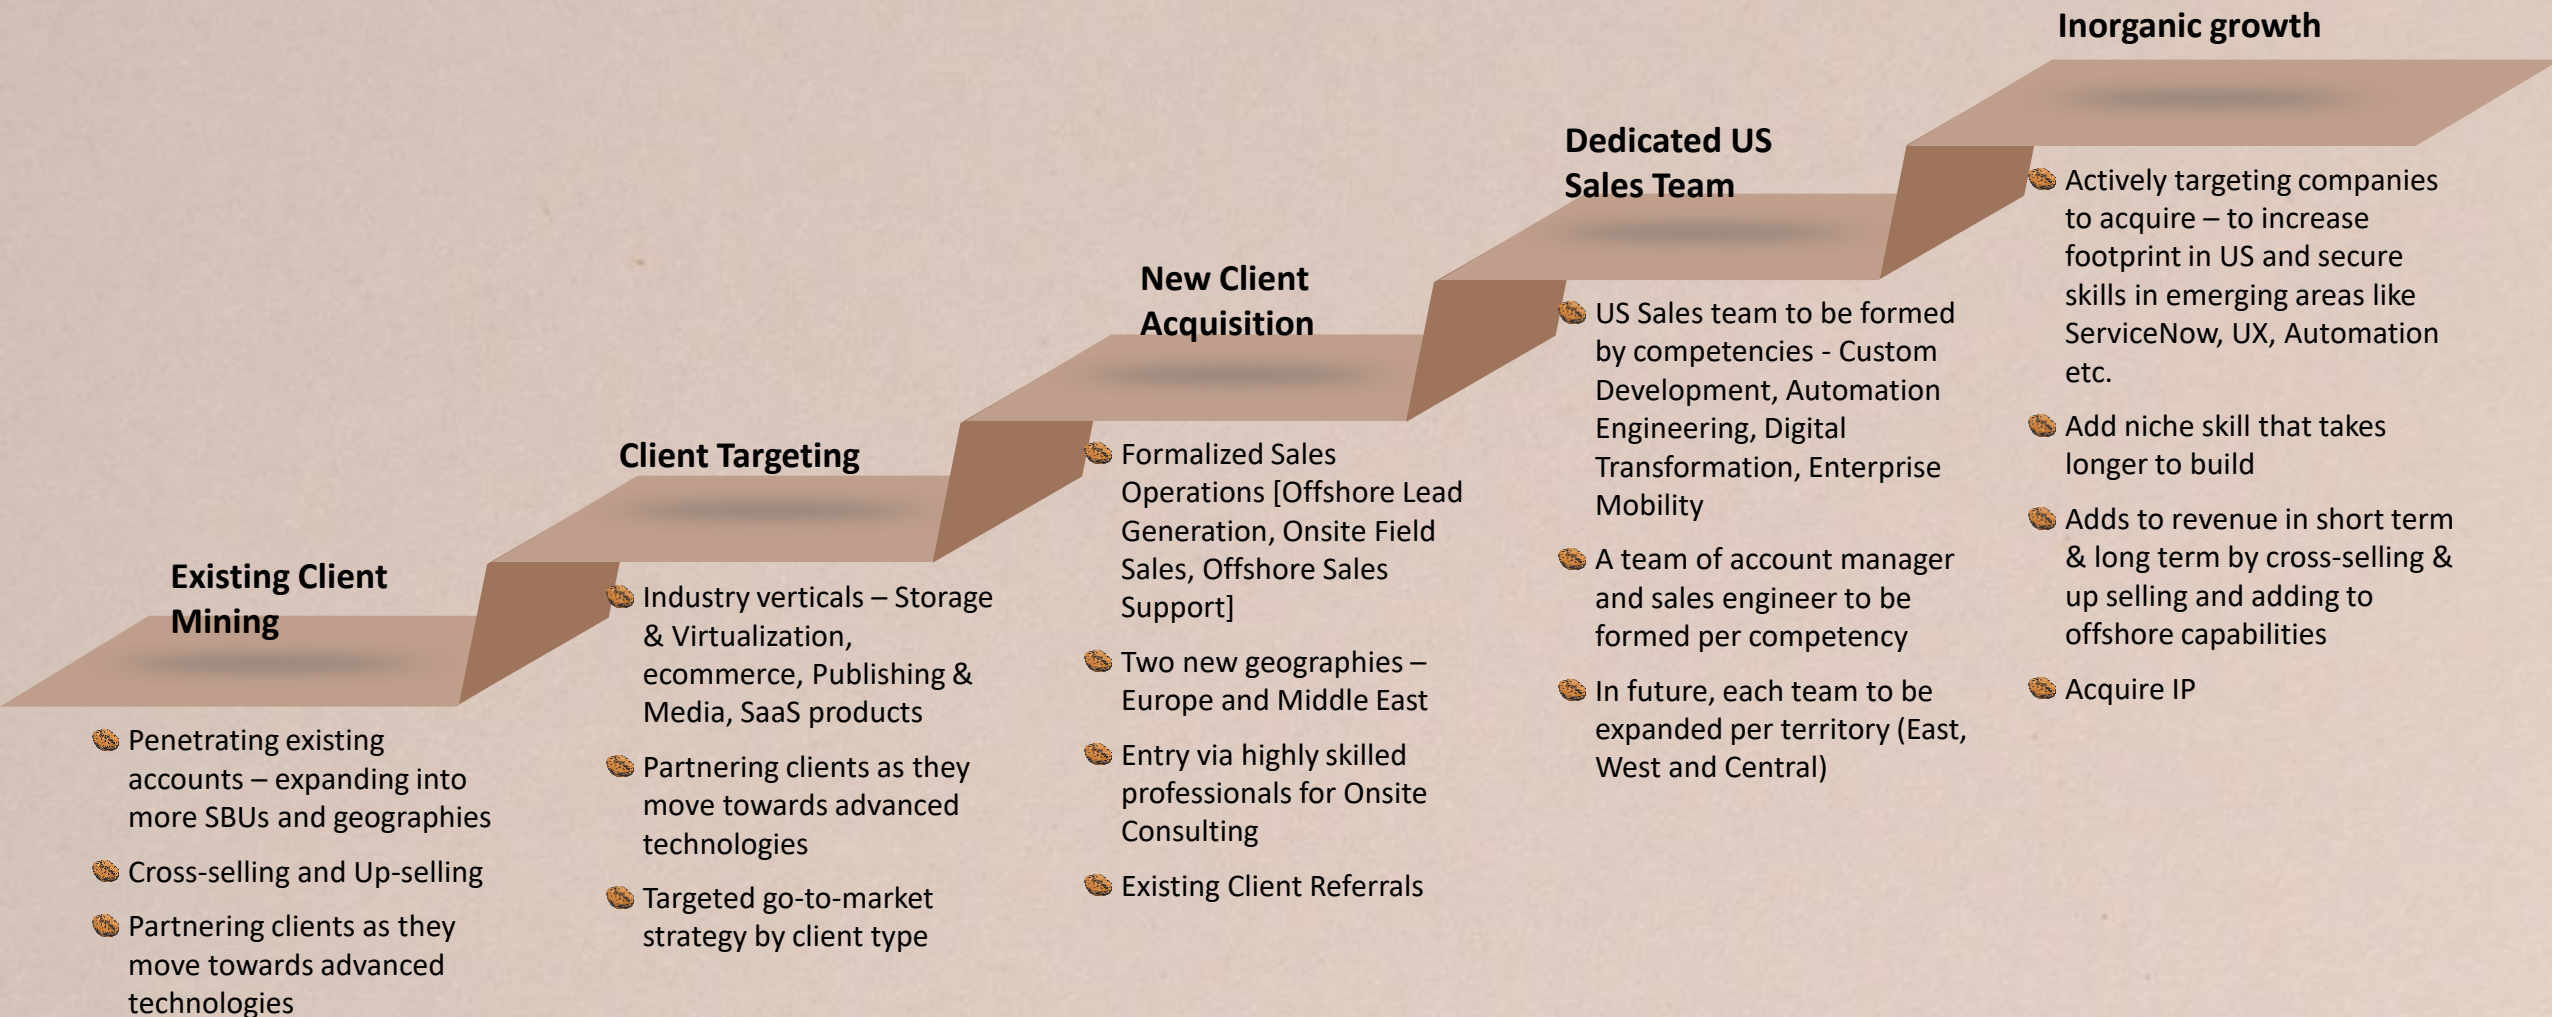 Existing Client
Mining
Penetrating existing
accounts – expanding into
more SBUs and geographies
Cross-selling and Up-selling
Partnering clients as they
move towards advanced
technologies
Client Targeting
Industry verticals – Storage
& Virtualization,
ecommerce, Publishing &
Media, SaaS products
Partnering clients as they
move towards advanced
technologies
Targeted go-to-market
strategy by client type
New Client
Acquisition
Formalized Sales
Operations [Offshore Lead
Generation, Onsite Field
Sales, Offshore Sales
Support]
Two new geographies –
Europe and Middle East
Entry via highly skilled
professionals for Onsite
Consulting
Existing Client Referrals
Dedicated US
Sales Team
US Sales team to be formed
by competencies - Custom
Development, Automation
Engineering, Digital
Transformation, Enterprise
Mobility
A team of account manager
and sales engineer to be
formed per competency
In future, each team to be
expanded per territory (East,
West and Central)
Inorganic growth
Actively targeting companies
to acquire – to increase
footprint in US and secure
skills in emerging areas like
ServiceNow, UX, Automation
etc.
Add niche skill that takes
longer to build
Adds to revenue in short term
& long term by cross-selling &
up selling and adding to
offshore capabilities
Acquire IP